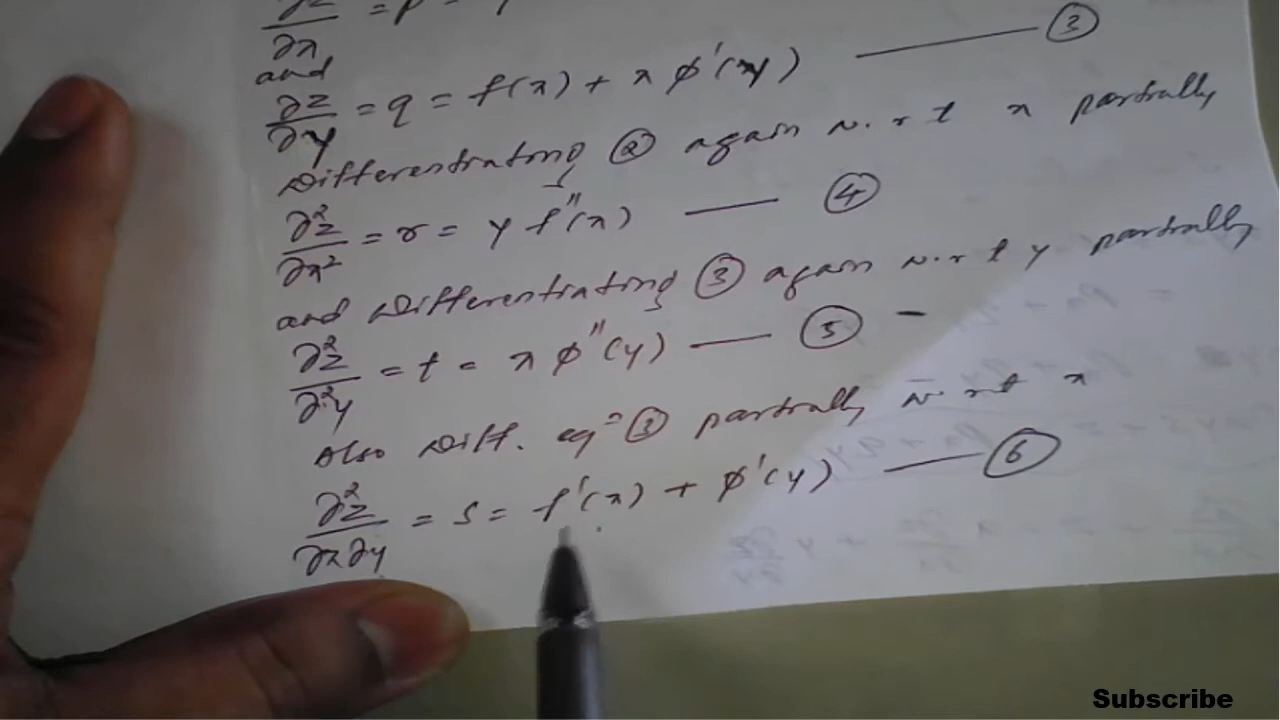 ∂z/∂x = p =
and
∂z/∂y = q = f(x) + x φ'(xy) —— ③
Differentiating ② again w.r.t x partially
∂²z/∂x² = r = y f''(x) —— ④
and Differentiating ③ again w.r.t y partially
∂²z/∂²y = t = x φ''(y) —— ⑤ —
Also Diff. eqⁿ ③ partially w.r.t x
∂²z/∂x∂y = s = f'(x) + φ'(y) —— ⑥
Subscribe